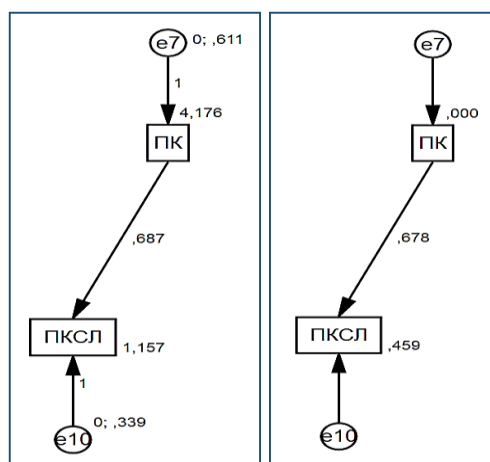 e7
0; ,611
1
4,176
ПК
,687
ПКСЛ
1,157
1
0; ,339
e10
e7
,000
ПК
,678
ПКСЛ
,459
e10